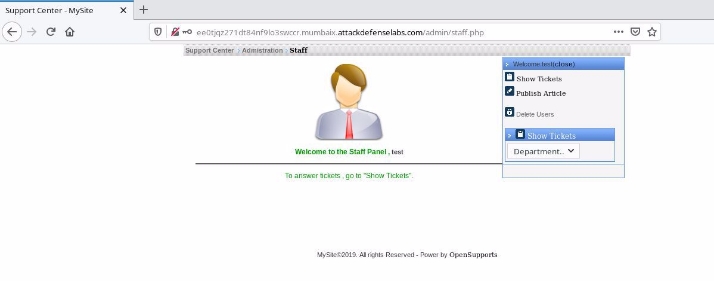 Support Center - MySite
ee0tjqz271dt84nf9lo3swccr.mumbaix.attackdefenselabs.com/admin/staff.php
Support Center Admistration Staff
Welcome test(close)
Show Tickets
Publish Article
Delete Users
Show Tickets
Department...
Welcome to the Staff Panel , test
To answer tickets , go to "Show Tickets".
MySite©2019. All rights Reserved - Power by OpenSupports